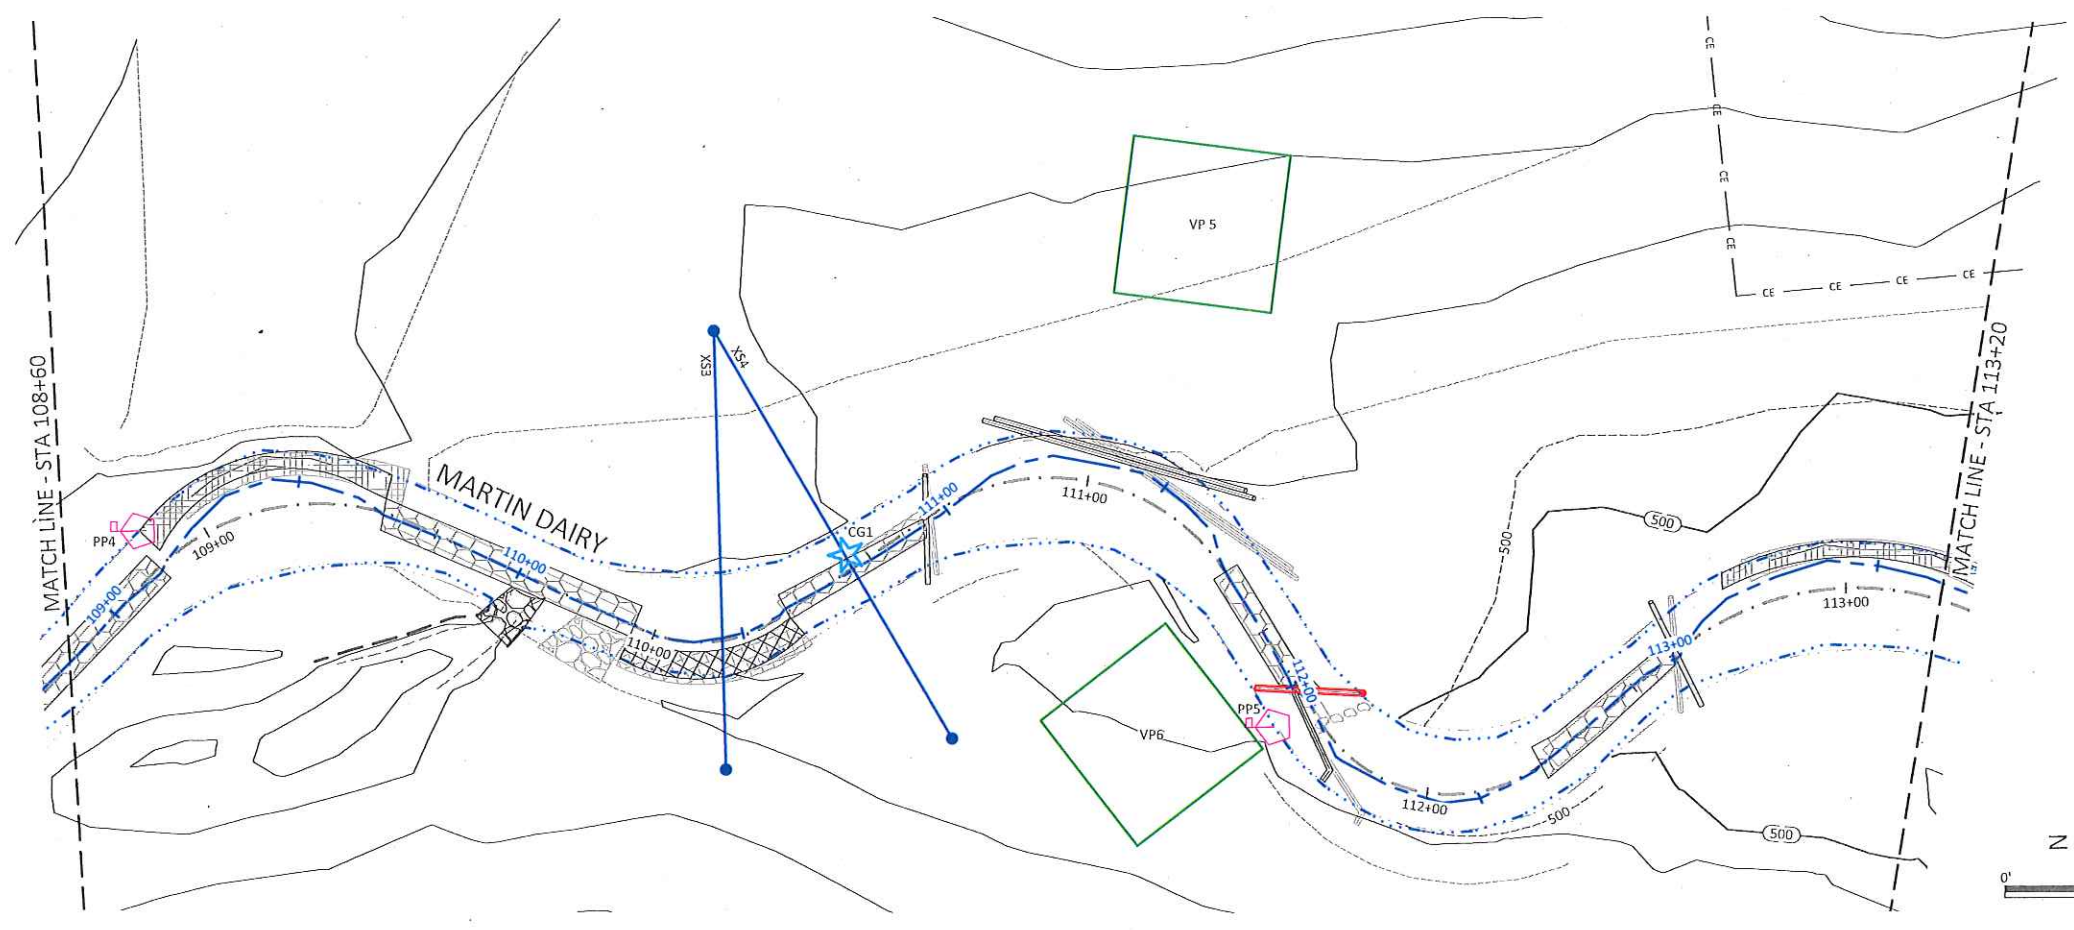 CE
CE
CE
CE
CE
CE
CE
CE
VP 5
XS3
XS4
MATCH LINE - STA 108+60
MATCH LINE - STA 113+20
MARTIN DAIRY
PP4
109+00
109+00
110+00
110+00
CG1
111+00
111+00
500
500
PP5
112+00
VP6
112+00
113+00
113+00
500
500
N
0'